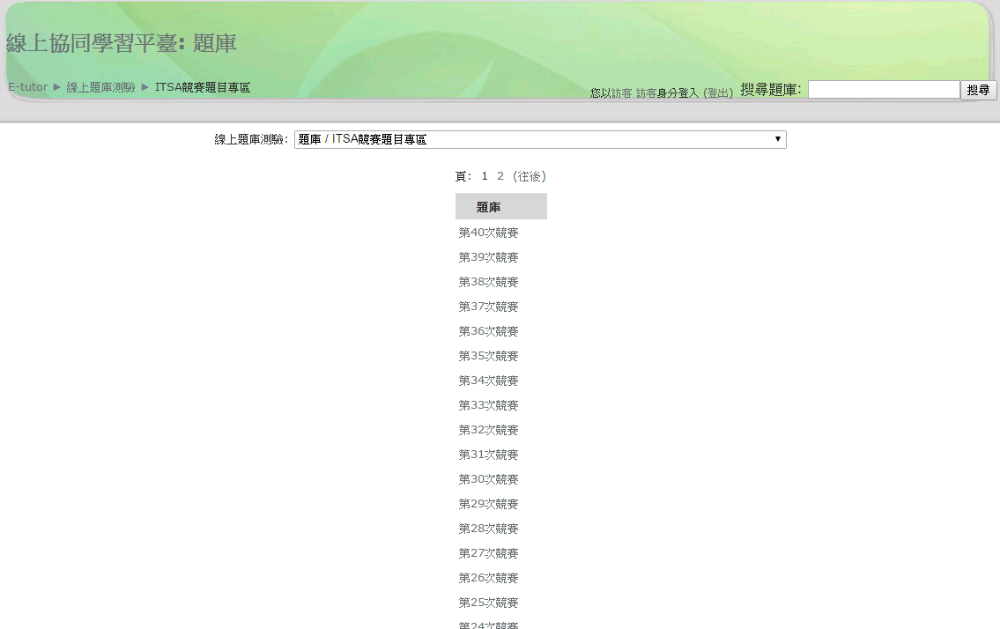 線上協同學習平臺: 題庫
E-tutor ► 線上題庫測驗 ► ITSA競賽題目專區
您以訪客 訪客身分登入 (登出) 搜尋題庫: 搜尋
線上題庫測驗: 題庫 / ITSA競賽題目專區
頁: 1 2 (往後)
題庫
第40次競賽
第39次競賽
第38次競賽
第37次競賽
第36次競賽
第35次競賽
第34次競賽
第33次競賽
第32次競賽
第31次競賽
第30次競賽
第29次競賽
第28次競賽
第27次競賽
第26次競賽
第25次競賽
第24次競賽